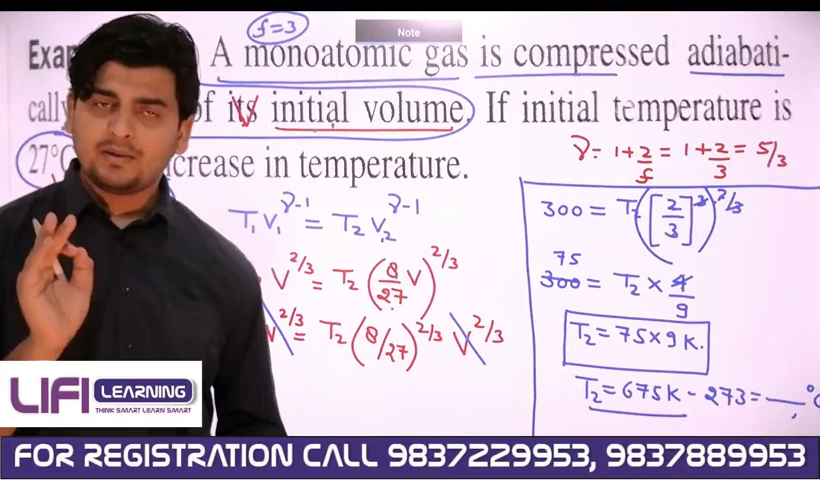 f=3
Note
Exam A monoatomic gas is compressed adiabati-
cally of its initial volume. If initial temperature is
27°C crease in temperature.
γ = 1+2/f = 1+2/3 = 5/3
T₁V₁^γ-1 = T₂V₂^γ-1
V^2/3 = T₂(8/27 V)^2/3
V^2/3 = T₂(8/27)^2/3 V^2/3
300 = T₂([2/3]^3)^2/3
75
300 = T₂ × 4/9
T₂ = 75×9 K.
T₂ = 675K - 273 = __°C
LIFI LEARNING
THINK SMART LEARN SMART
FOR REGISTRATION CALL 9837229953, 9837889953